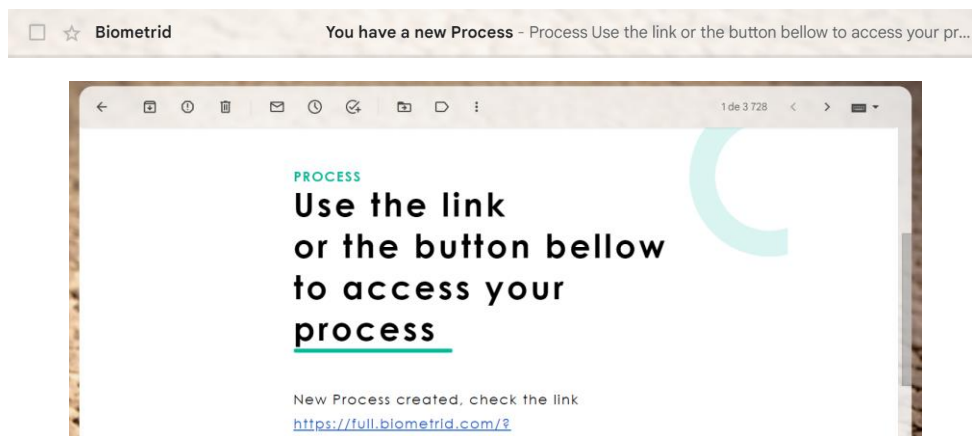 Biometrid You have a new Process - Process Use the link or the button bellow to access your pr...
1 de 3 728
PROCESS
Use the link
or the button bellow
to access your
process
New Process created, check the link
https://full.biometrid.com/?